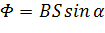 Φ = BS sin α